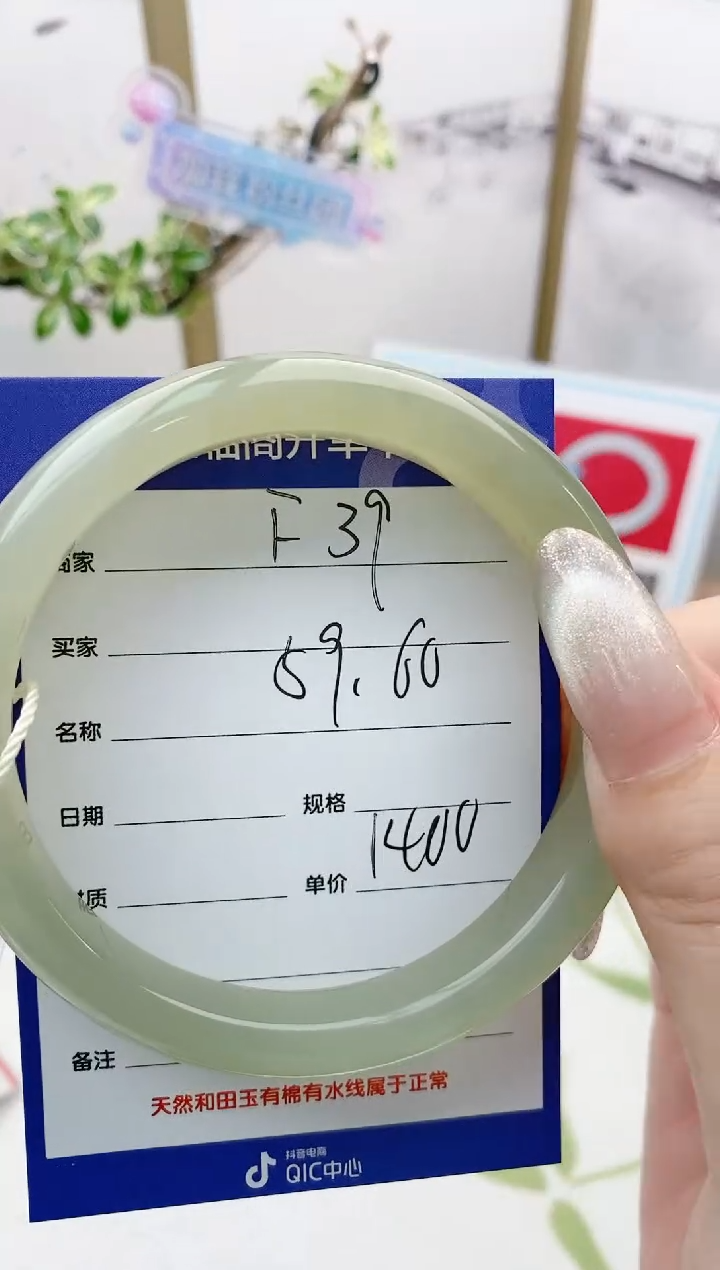 商家 F39
买家
59.60
名称
日期 规格
1400
质 单价
备注
天然和田玉有棉有水线属于正常
抖音电商
QIC中心